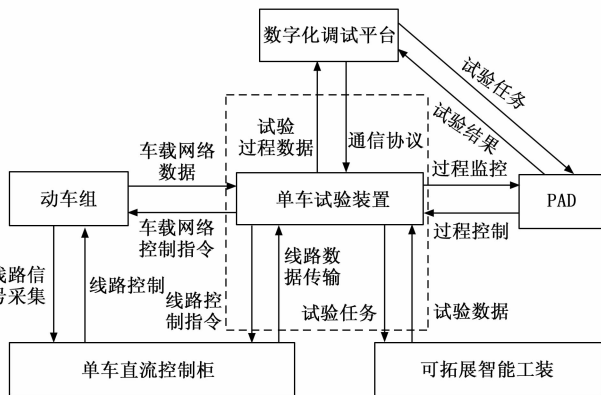 数字化调试平台
试验任务
试验结果
试验
过程数据
通信协议
车载网络
数据
过程监控
动车组
单车试验装置
PAD
车载网络
控制指令
过程控制
线路信
号采集
线路控制
线路控
制指令
线路数
据传输
试验任务
试验数据
单车直流控制柜
可拓展智能工装